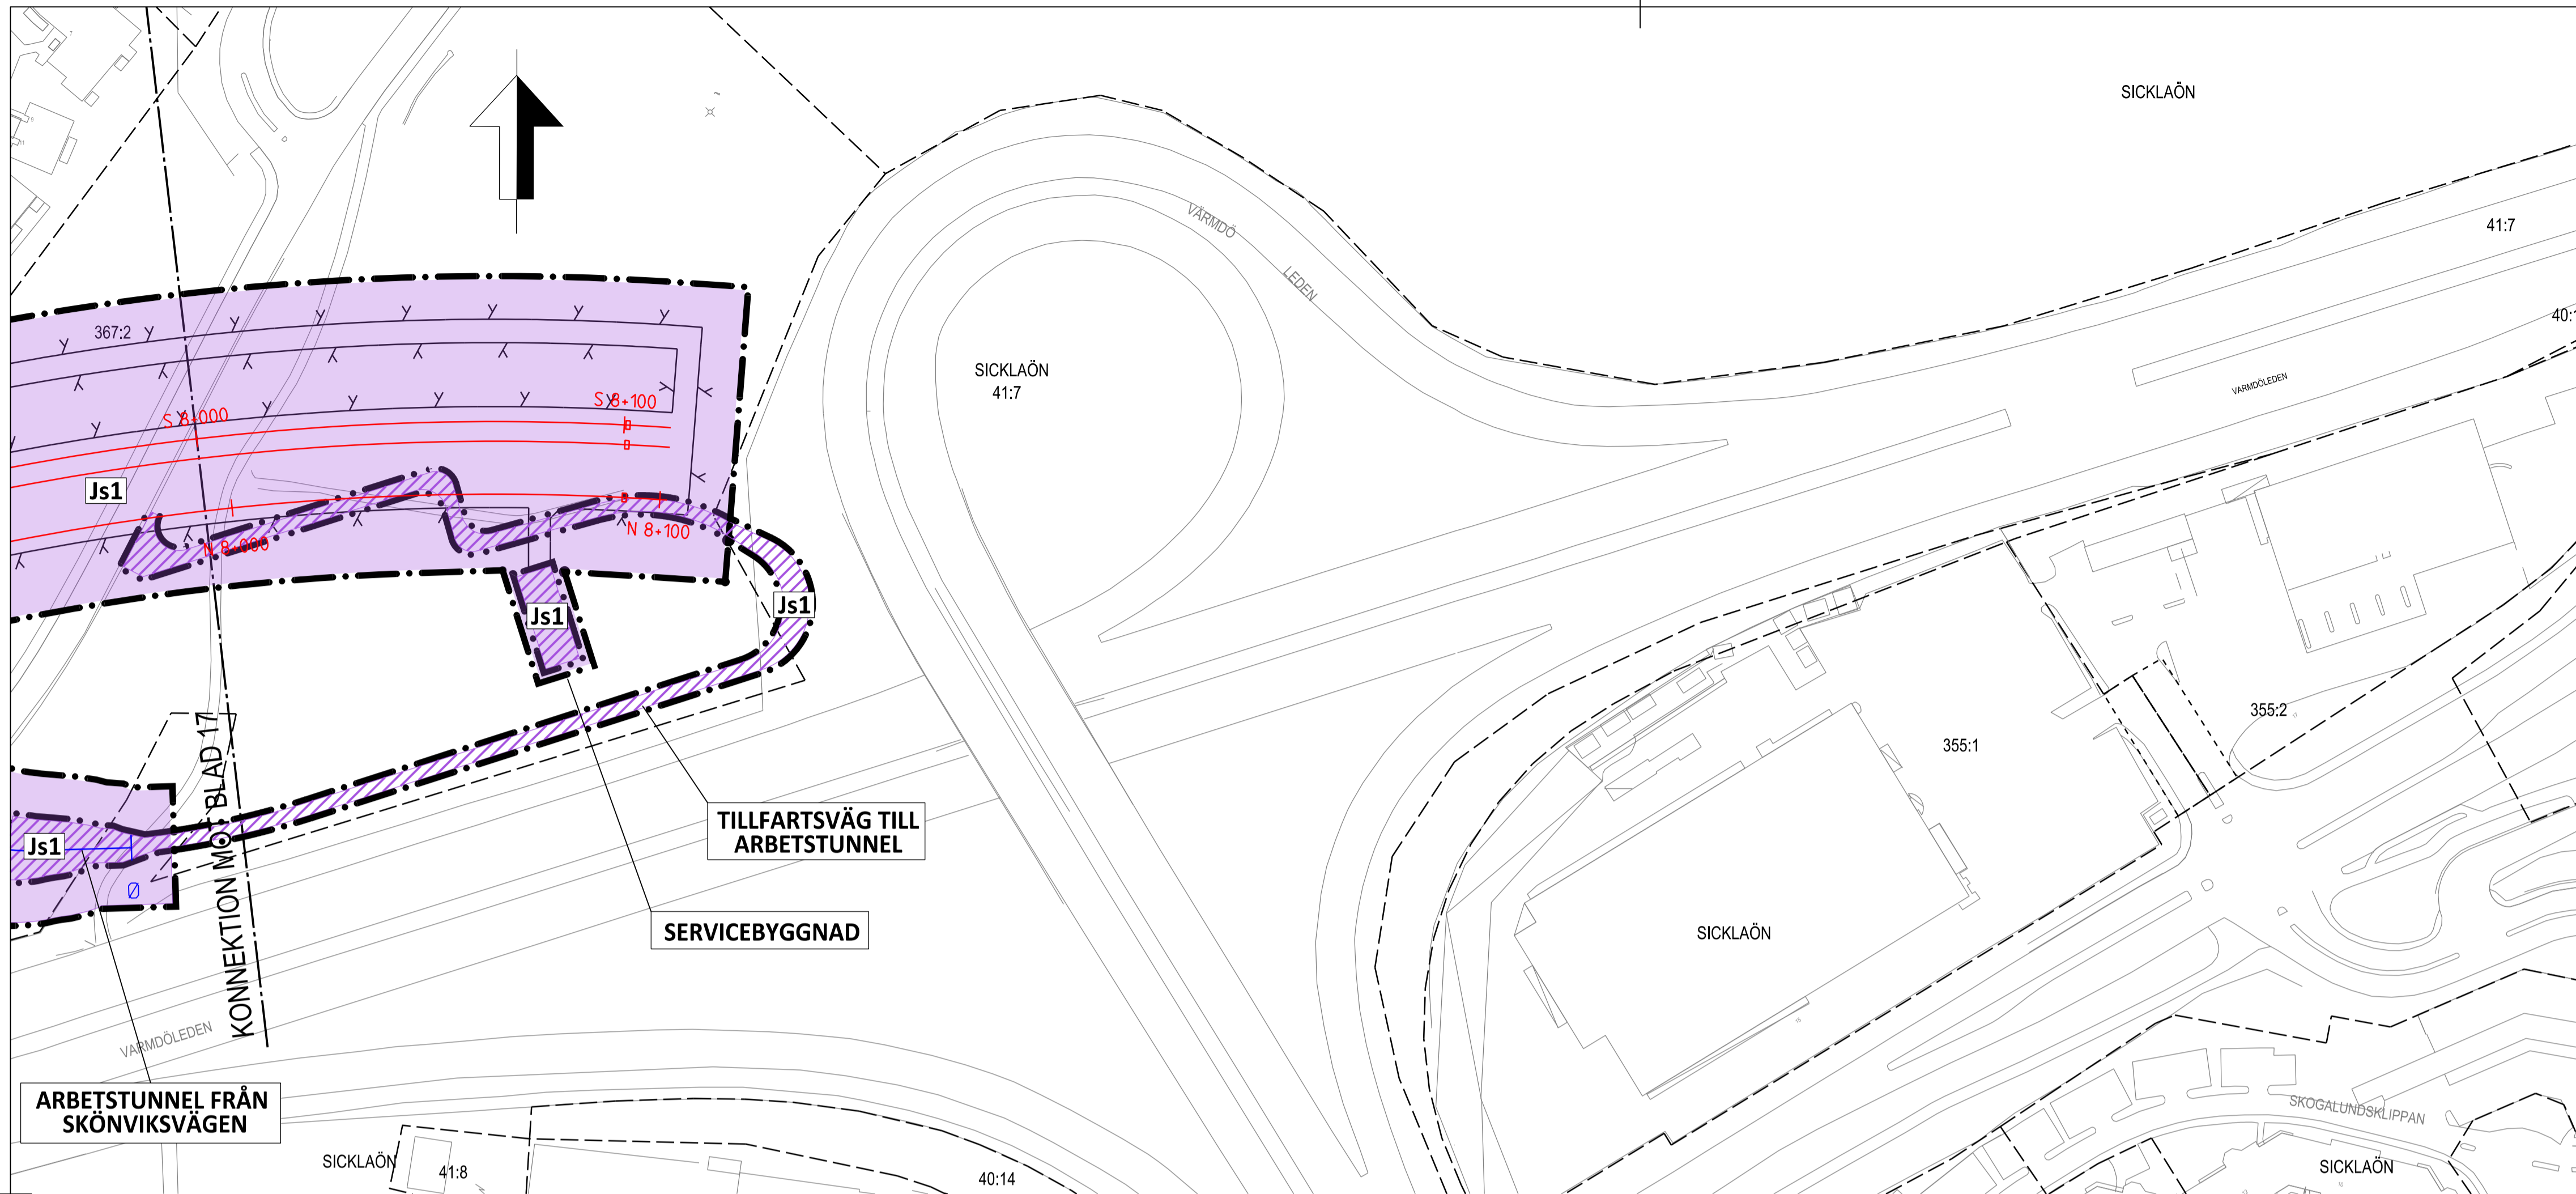 SICKLAÖN
VÄRMDÖ
LEDEN
41:7
367:2
SICKLAÖN
41:7
VARMDÖLEDEN
S 8+000
S 8+100
Js1
N 8+000
N 8+100
Js1
Js1
355:2
355:1
KONNEKTION MOT BLAD 17
TILLFARTSVÄG TILL
ARBETSTUNNEL
Js1
SERVICEBYGGNAD
SICKLAÖN
VARMDÖLEDEN
ARBETSTUNNEL FRÅN
SKÖNVIKSVÄGEN
SKOGALUNDSKLIPPAN
SICKLAÖN
41:8
40:14
SICKLAÖN